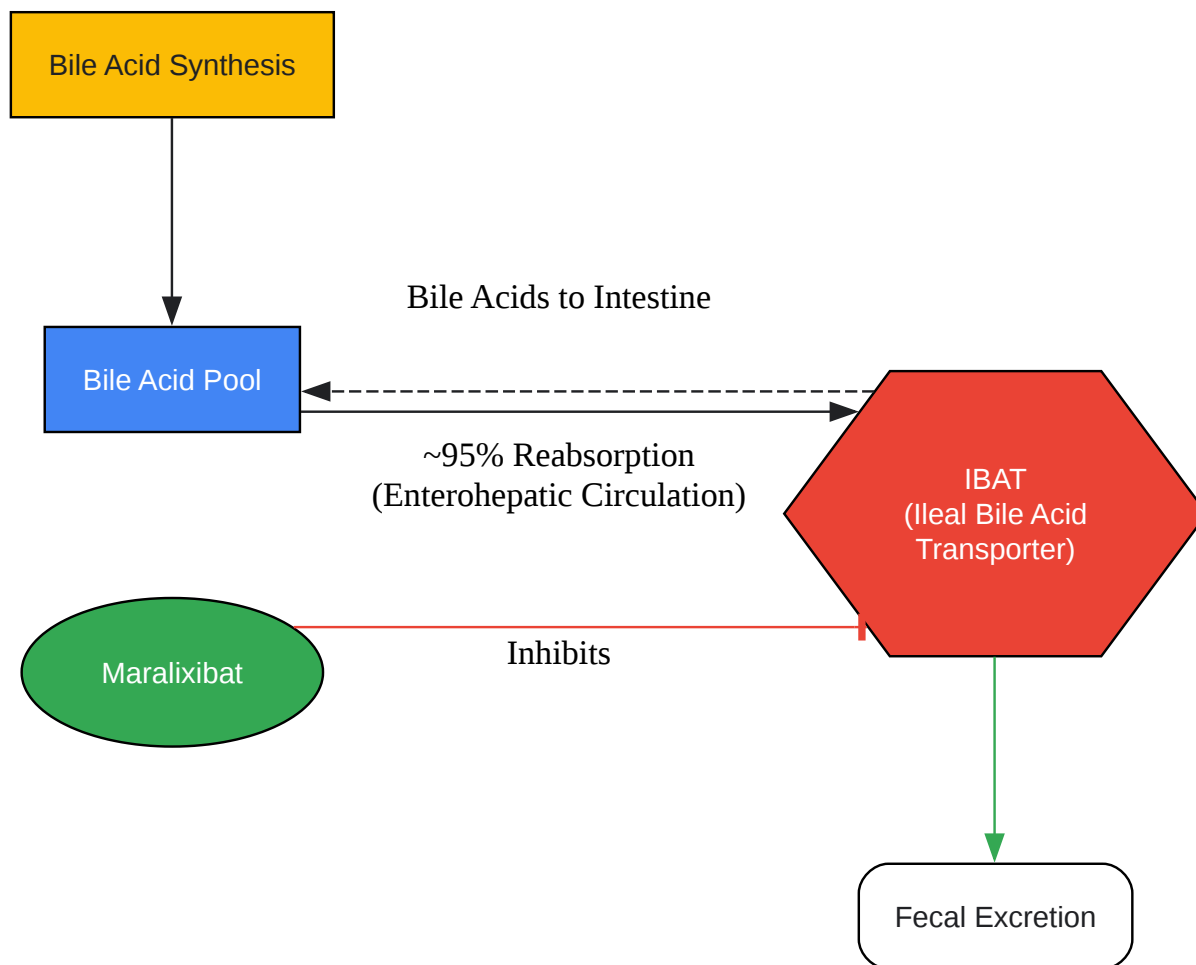 Bile Acid Synthesis
Bile Acids to Intestine
Bile Acid Pool
~95% Reabsorption
(Enterohepatic Circulation)
IBAT
(Ileal Bile Acid
Transporter)
Inhibits
Maralixibat
Fecal Excretion